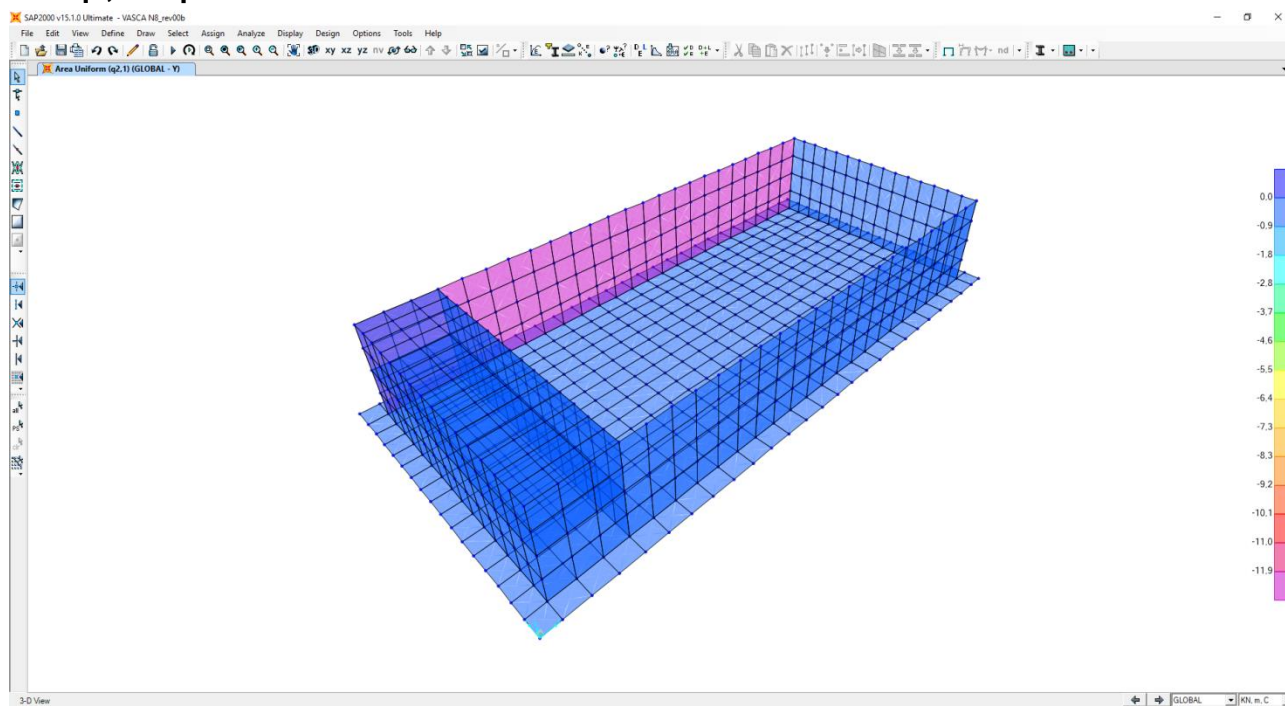 SAP2000 v15.1.0 Ultimate - VASCA N8_rev00b
File Edit View Define Draw Select Assign Analyze Display Design Options Tools Help
xy xz yz nv
nd
Area Uniform (q2,1) (GLOBAL - Y)
0.0
-0.9
-1.8
-2.8
-3.7
-4.6
-5.5
-6.4
-7.3
-8.3
-9.2
-10.1
-11.0
-11.9
all
3-D View
GLOBAL
KN, m, C